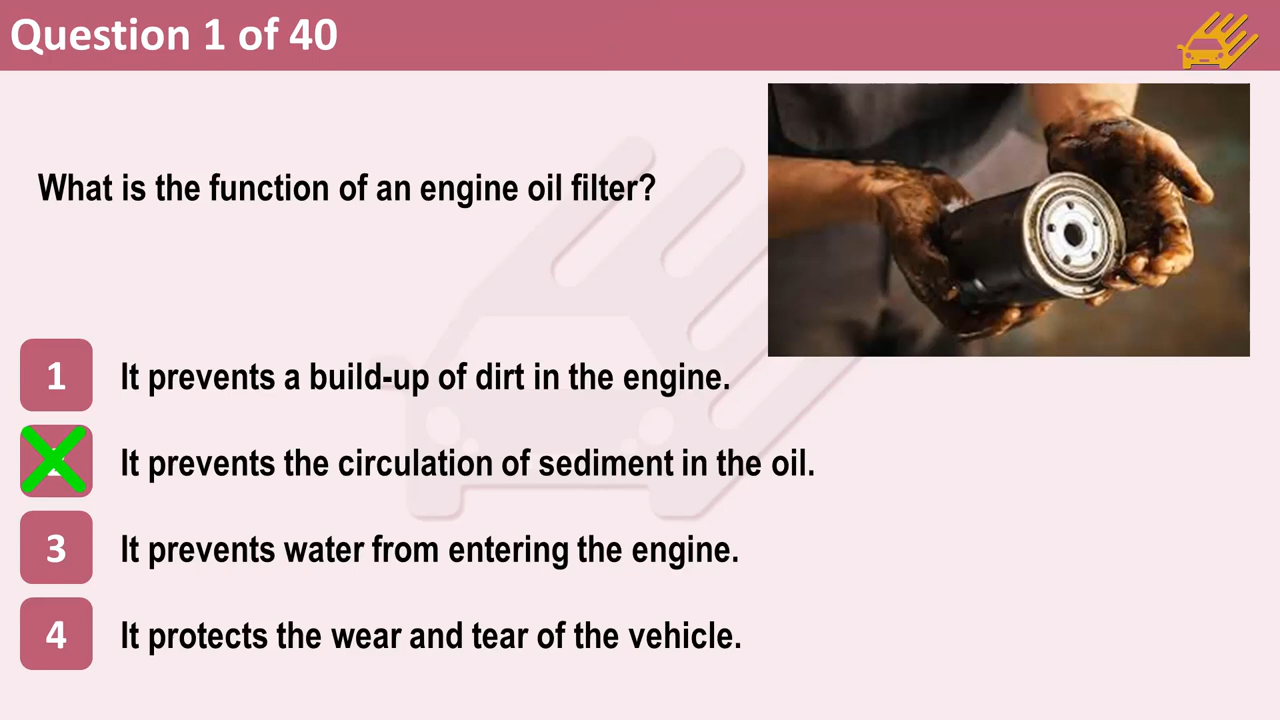 Question 1 of 40
What is the function of an engine oil filter?
1 It prevents a build-up of dirt in the engine.
It prevents the circulation of sediment in the oil.
3 It prevents water from entering the engine.
4 It protects the wear and tear of the vehicle.